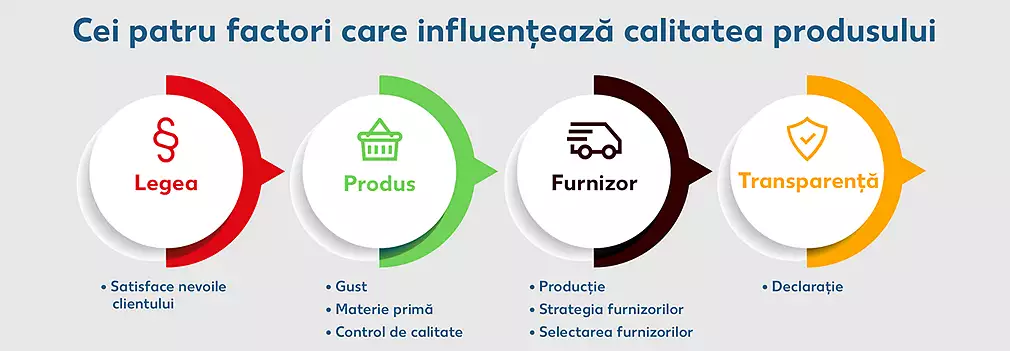 Cei patru factori care influențează calitatea produsului
§
Legea
Produs
Furnizor
Transparență
• Satisface nevoile
clientului
• Gust
• Materie primă
• Control de calitate
• Producție
• Strategia furnizorilor
• Selectarea furnizorilor
• Declarație